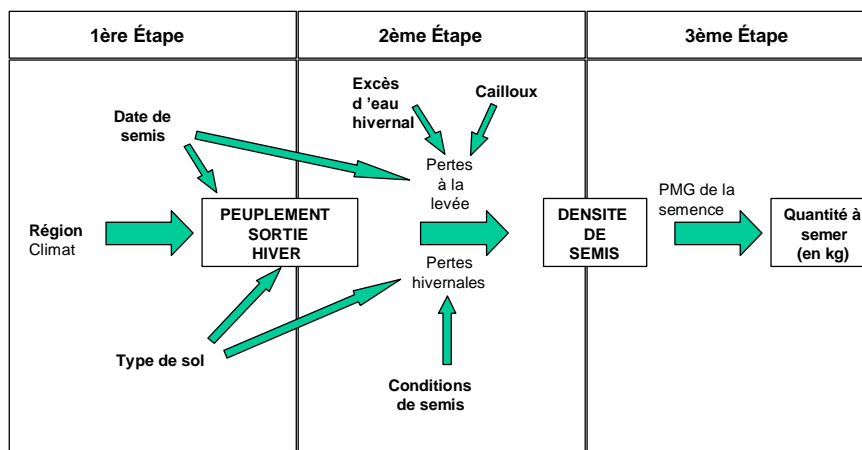 1ère Étape
2ème Étape
3ème Étape
Date de
semis
Région
Climat
PEUPLEMENT
SORTIE
HIVER
Type de sol
Excès
d 'eau
hivernal
Cailloux
Pertes
à la
levée
Pertes
hivernales
Conditions
de semis
DENSITE
DE
SEMIS
PMG de la
semence
Quantité à
semer
(en kg)